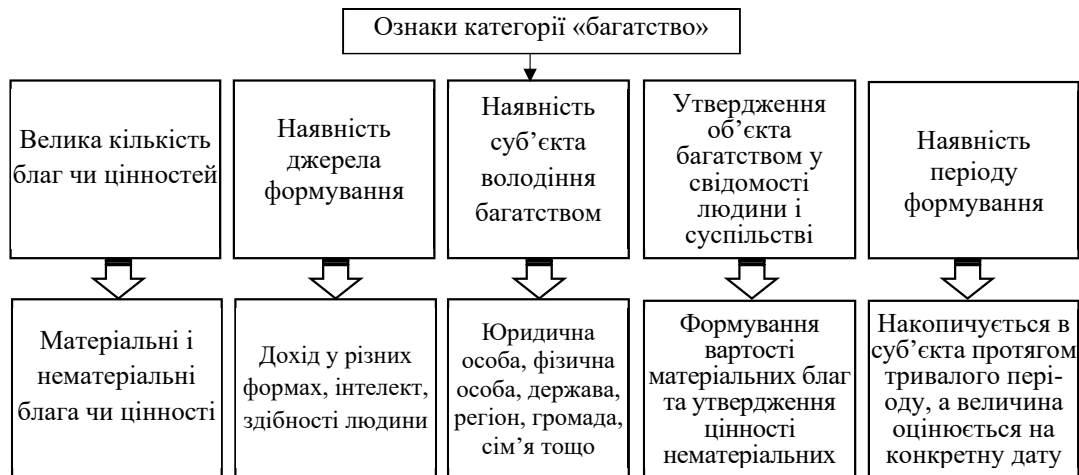 Ознаки категорії «багатство»
Велика кількість
благ чи цінностей
Наявність
джерела
формування
Наявність
суб’єкта
володіння
багатством
Утвердження
об’єкта
багатством у
свідомості
людини і
суспільстві
Наявність
періоду
формування
Матеріальні і
нематеріальні
блага чи цінності
Дохід у різних
формах, інтелект,
здібності людини
Юридична
особа, фізична
особа, держава,
регіон, громада,
сім’я тощо
Формування
вартості
матеріальних благ
та утвердження
цінності
нематеріальних
Накопичується в
суб’єкта протягом
тривалого пері-
оду, а величина
оцінюється на
конкретну дату